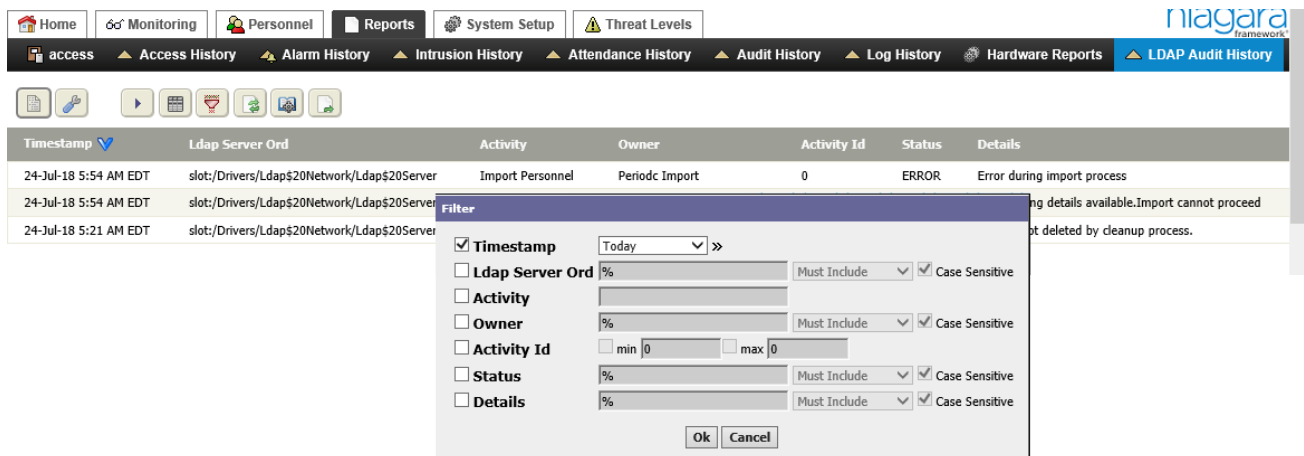 Home Monitoring Personnel Reports System Setup Threat Levels
niagara
framework
access Access History Alarm History Intrusion History Attendance History Audit History Log History Hardware Reports LDAP Audit History
Timestamp Ldap Server Ord Activity Owner Activity Id Status Details
24-Jul-18 5:54 AM EDT slot:/Drivers/Ldap$20Network/Ldap$20Server Import Personnel Periodc Import 0 ERROR Error during import process
24-Jul-18 5:54 AM EDT slot:/Drivers/Ldap$20Network/Ldap$20Server ng details available.Import cannot proceed
24-Jul-18 5:21 AM EDT slot:/Drivers/Ldap$20Network/Ldap$20Server ot deleted by cleanup process.
Filter
Timestamp Today »
Ldap Server Ord % Must Include Case Sensitive
Activity
Owner % Must Include Case Sensitive
Activity Id min 0 max 0
Status % Must Include Case Sensitive
Details % Must Include Case Sensitive
Ok Cancel